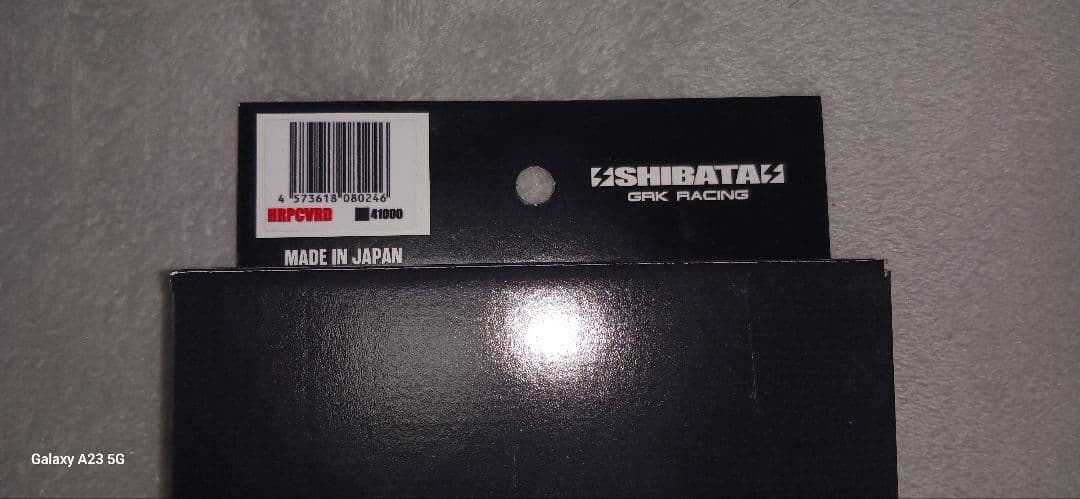 4 573618 080246
HRPCVRD ■41000
MADE IN JAPAN
SHIBATA
GRK RACING
Galaxy A23 5G